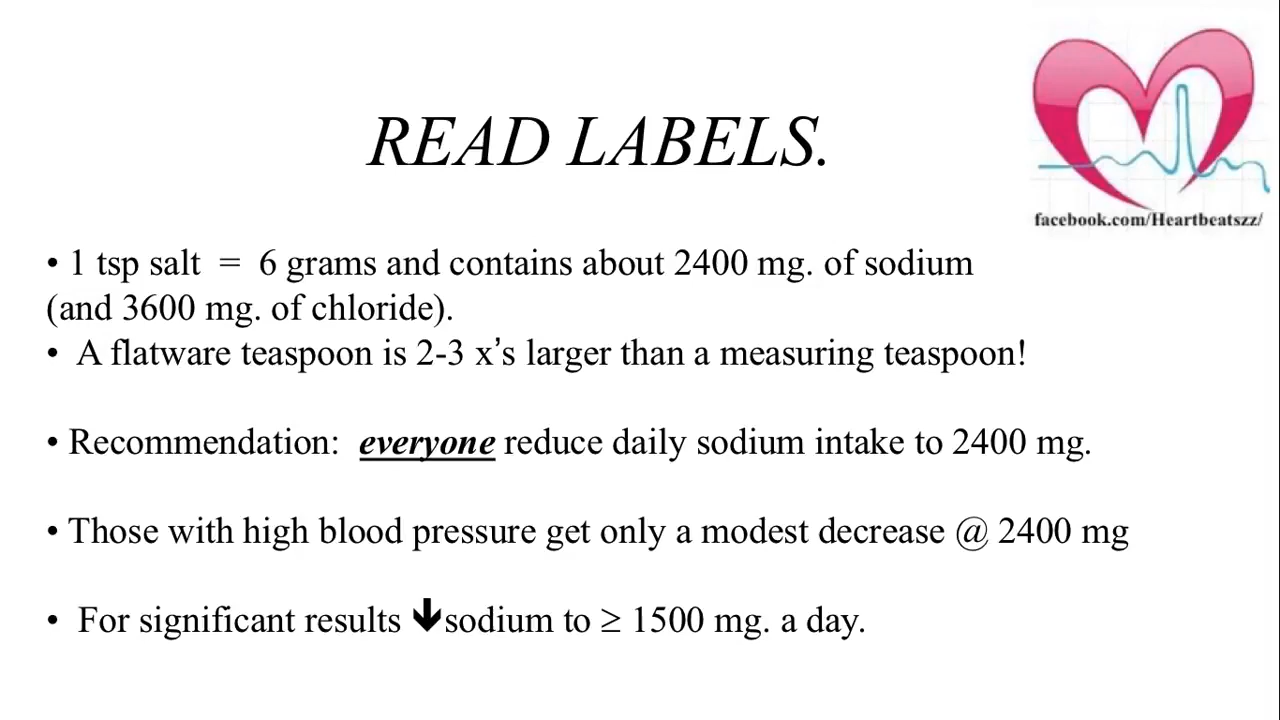 READ LABELS.
facebook.com/Heartbeatszz/
• 1 tsp salt = 6 grams and contains about 2400 mg. of sodium
(and 3600 mg. of chloride).
• A flatware teaspoon is 2-3 x’s larger than a measuring teaspoon!
• Recommendation: everyone reduce daily sodium intake to 2400 mg.
• Those with high blood pressure get only a modest decrease @ 2400 mg
• For significant results 🡻sodium to ≥ 1500 mg. a day.